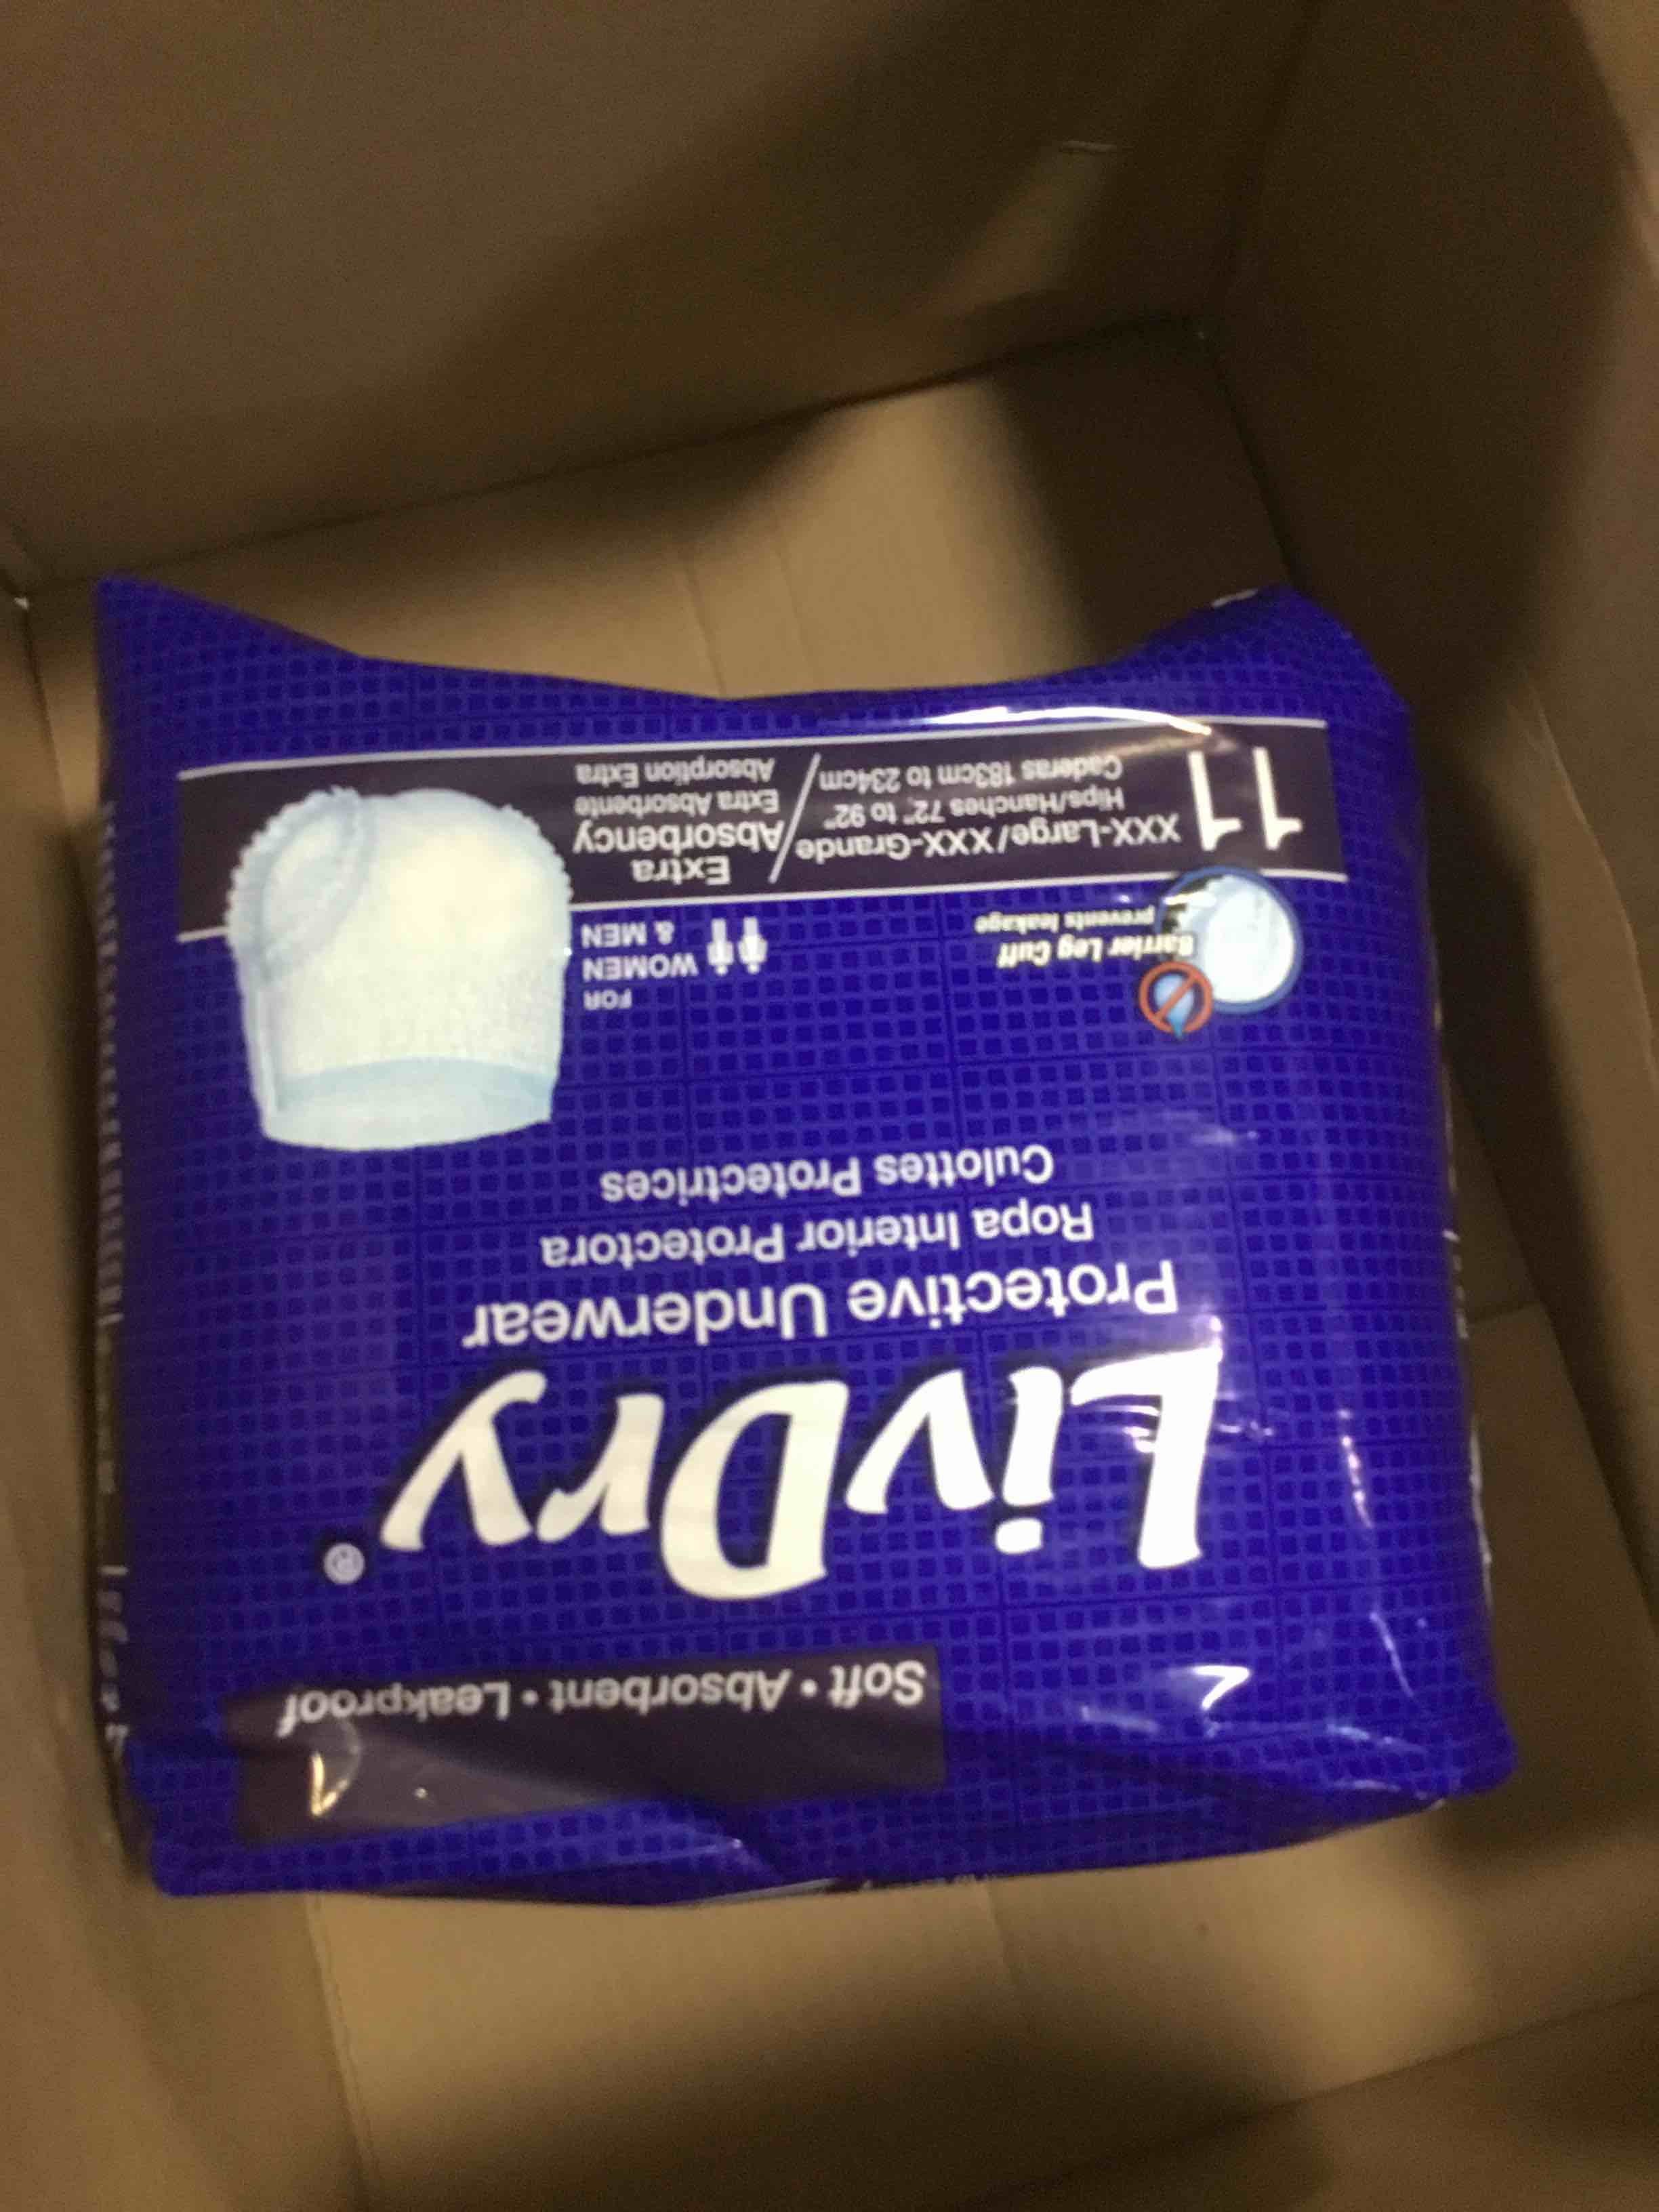 Soft • Absorbent • Leakproof
LivDry®
Protective Underwear
Ropa Interior Protectora
Culottes Protectrices
Barrier Leg Cuff
prevents leakage
FOR
WOMEN
& MEN
11
XXX-Large/XXX-Grande
Hips/Hanches 72" to 92"
Caderas 183cm to 234cm
Extra
Absorbency
Extra Absorbente
Absorption Extra